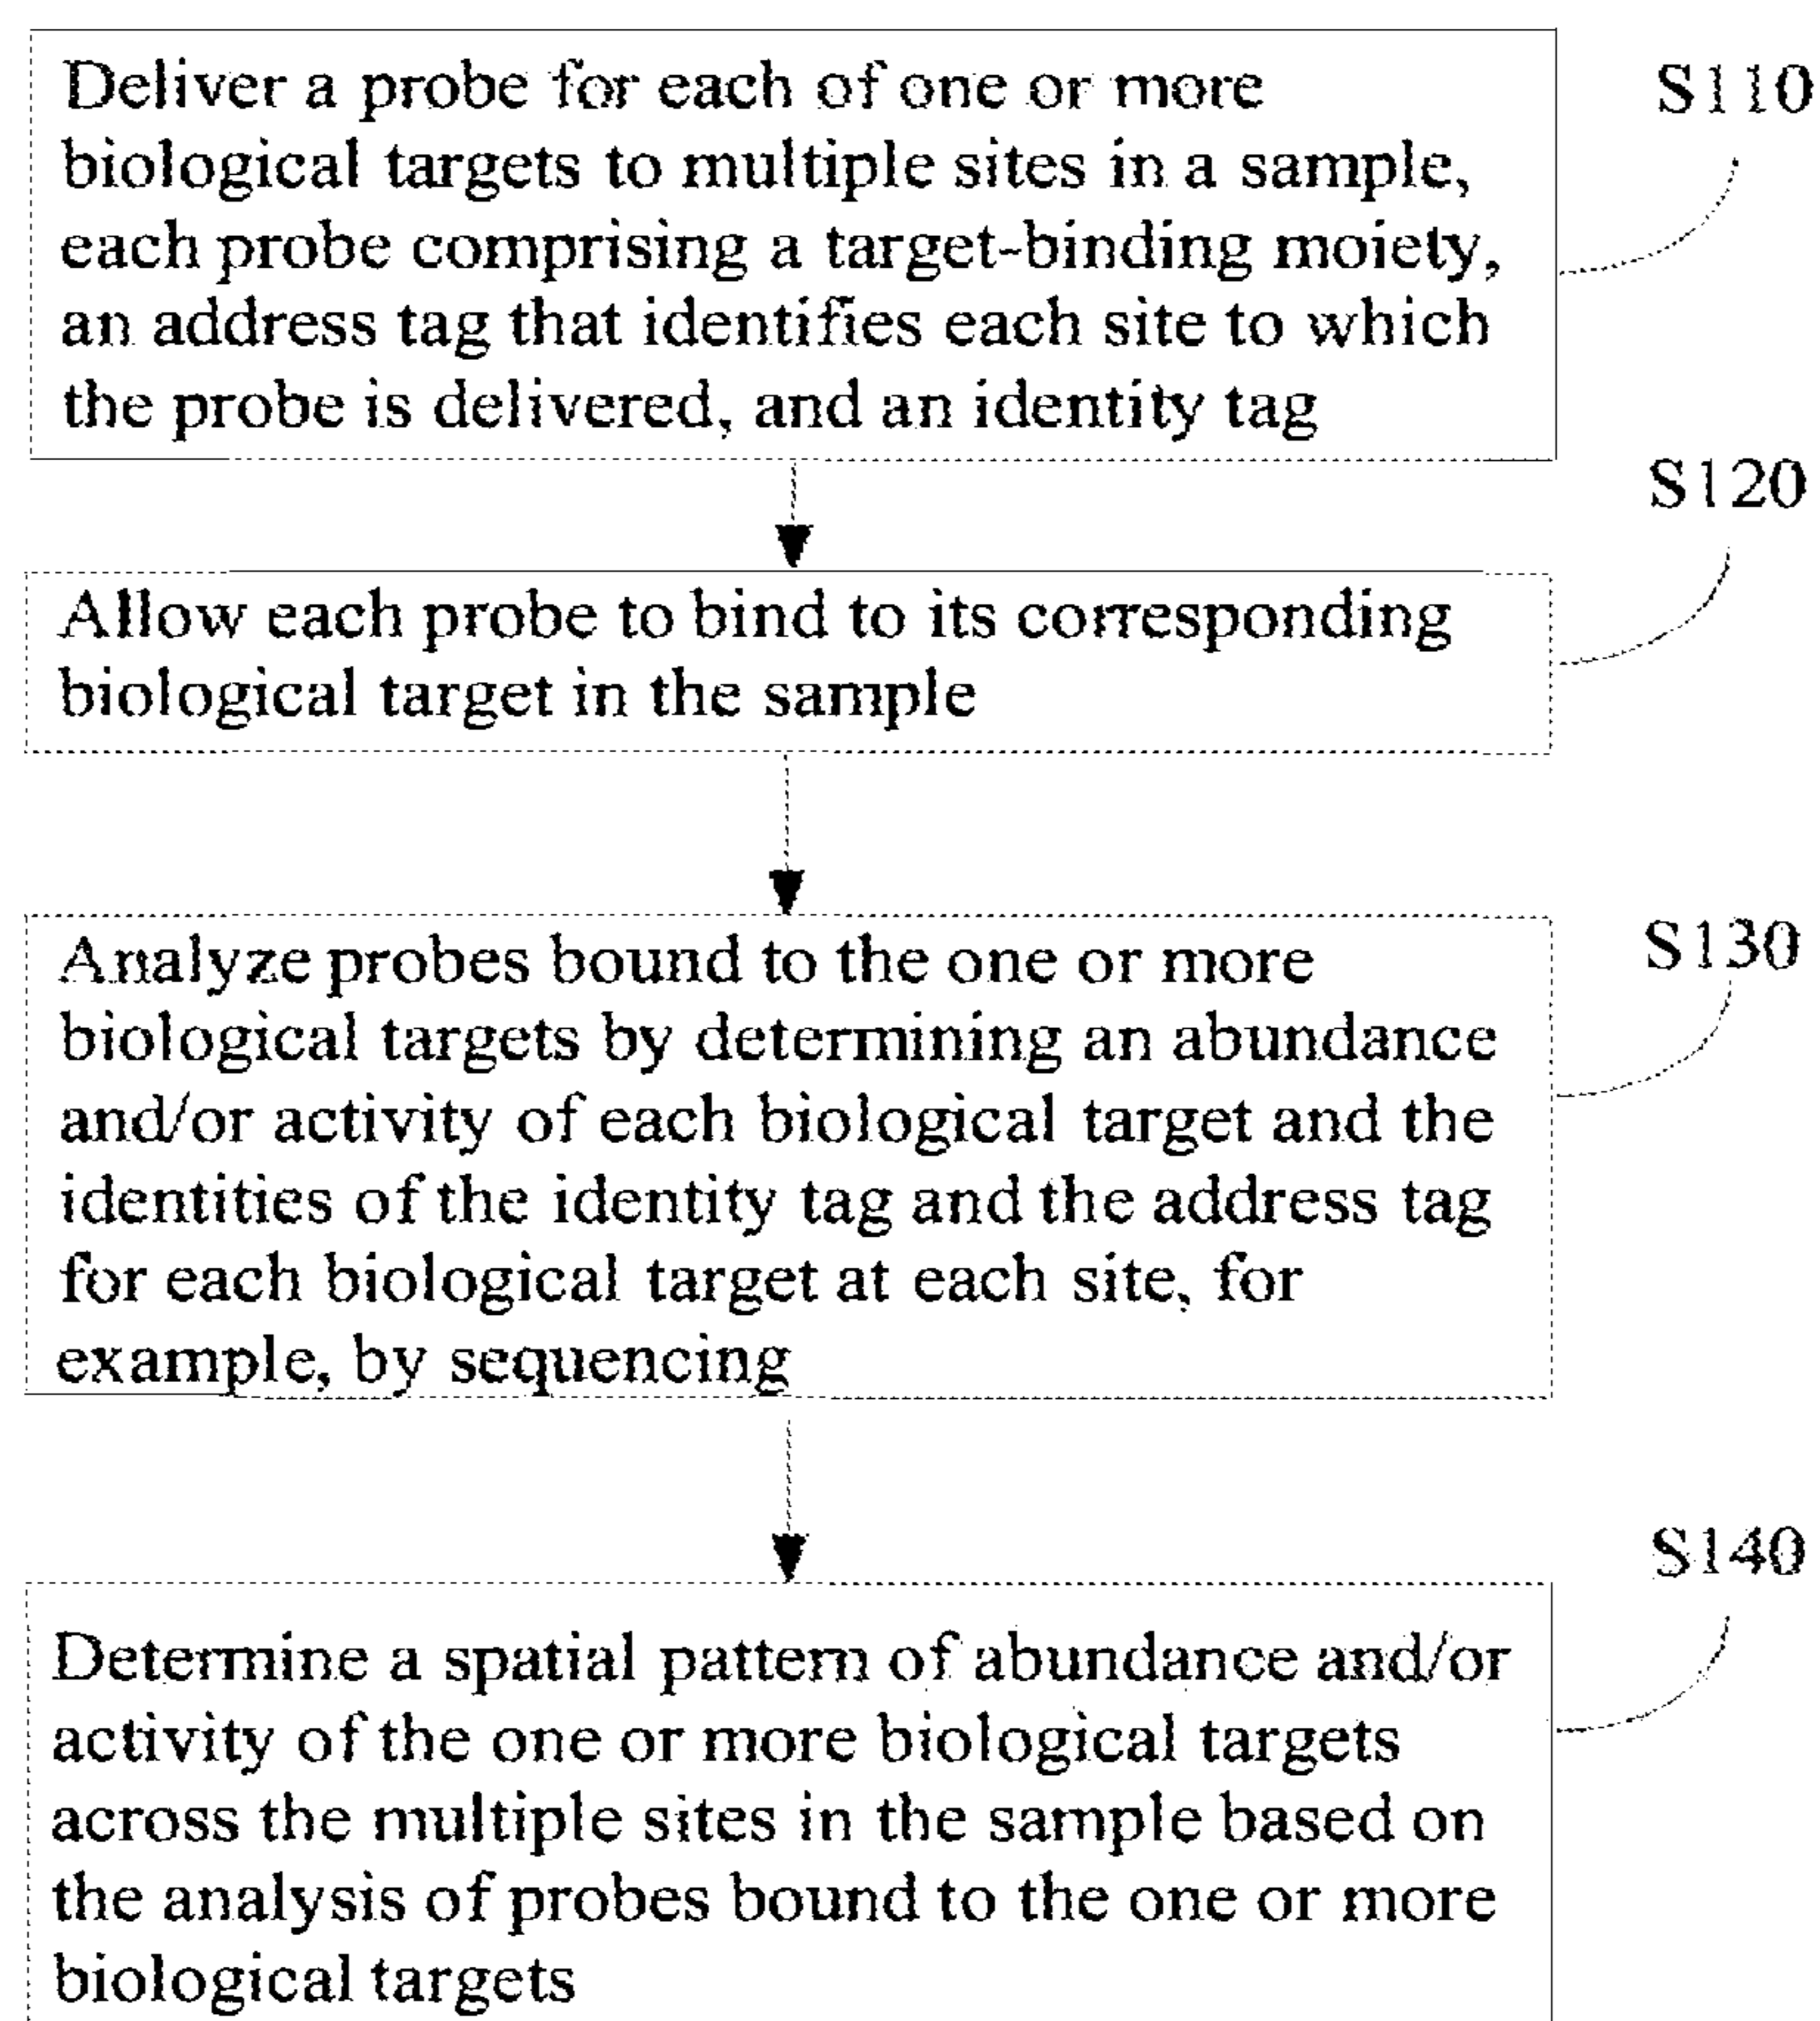 Deliver a probe for each of one or more
biological targets to multiple sites in a sample,
each probe comprising a target-binding moiety,
an address tag that identifies each site to which
the probe is delivered, and an identity tag
S110
S120
Allow each probe to bind to its corresponding
biological target in the sample
Analyze probes bound to the one or more
biological targets by determining an abundance
and/or activity of each biological target and the
identities of the identity tag and the address tag
for each biological target at each site, for
example, by sequencing
S130
S140
Determine a spatial pattern of abundance and/or
activity of the one or more biological targets
across the multiple sites in the sample based on
the analysis of probes bound to the one or more
biological targets